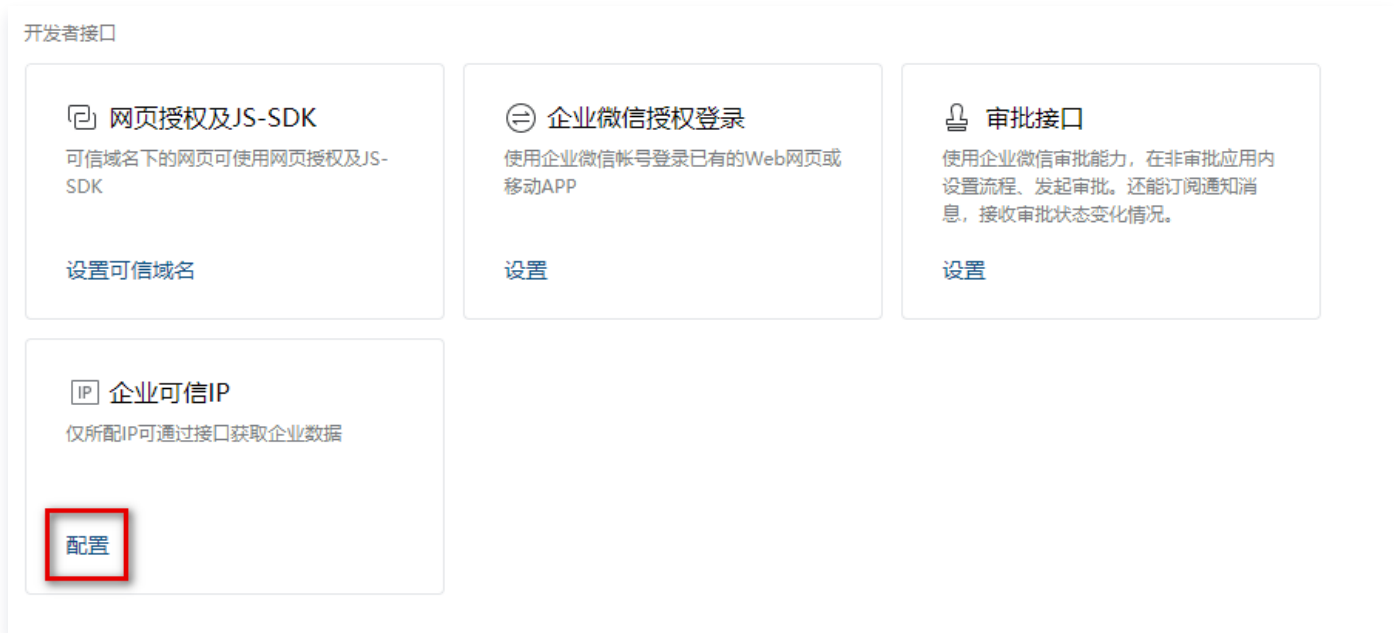 开发者接口
网页授权及JS-SDK
可信域名下的网页可使用网页授权及JS-
SDK
设置可信域名
企业微信授权登录
使用企业微信帐号登录已有的Web网页或
移动APP
设置
审批接口
使用企业微信审批能力，在非审批应用内
设置流程、发起审批。还能订阅通知消
息，接收审批状态变化情况。
设置
IP 企业可信IP
仅所配IP可通过接口获取企业数据
配置